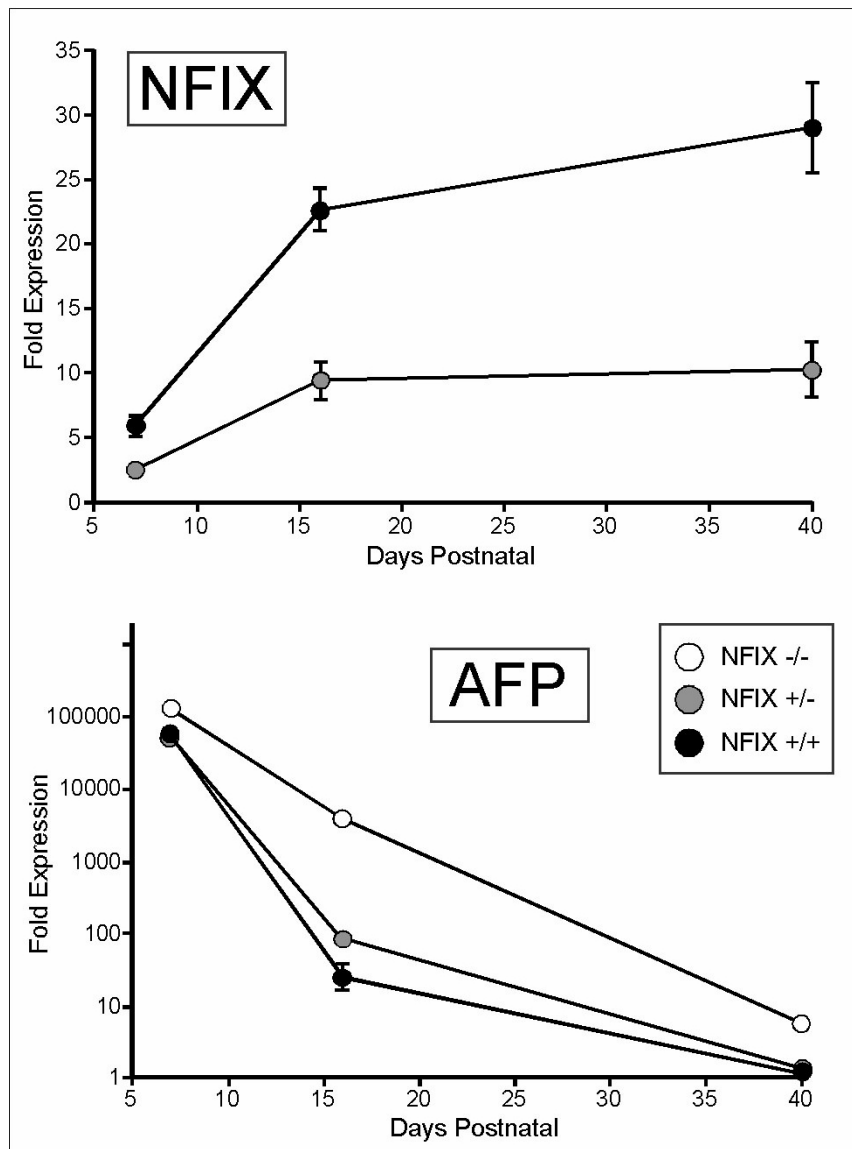 NFIX
35
30
25
20
15
10
5
0
Fold Expression
5 10 15 20 25 30 35 40
Days Postnatal
AFP
NFIX -/-
NFIX +/-
NFIX +/+
100000
10000
1000
100
10
1
Fold Expression
5 10 15 20 25 30 35 40
Days Postnatal